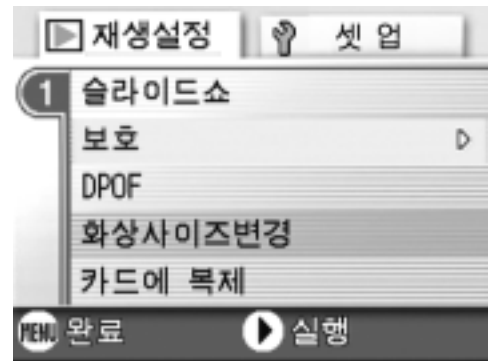 재생설정 셋 업
1 슬라이드쇼
보호
DPOF
화상사이즈변경
카드에 복제
MENU 완료 실행